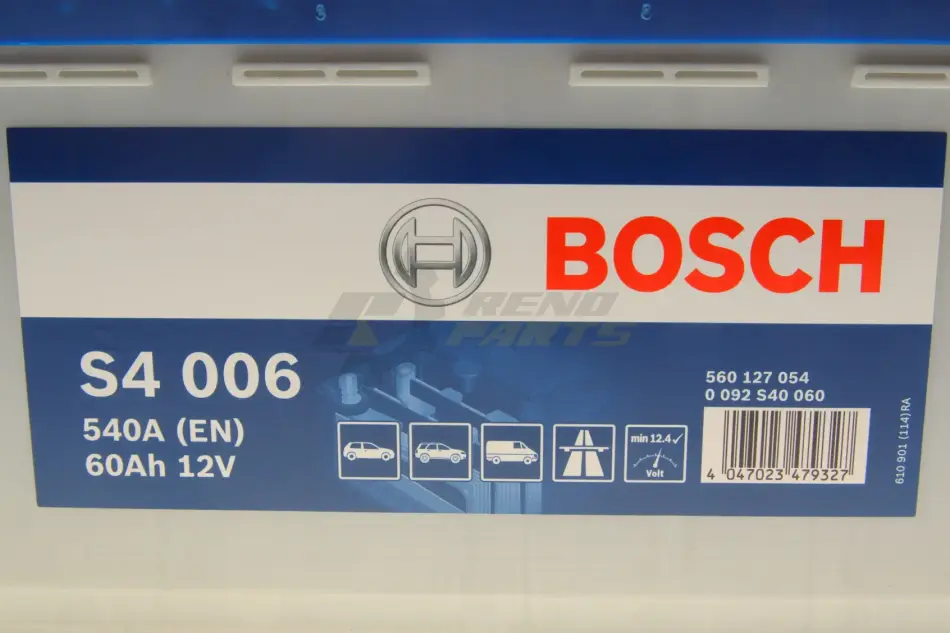 BOSCH
RENO
PARTS
S4 006
540A (EN)
60Ah 12V
min 12.4✓
Volt
560 127 054
0 092 S40 060
4 047023 479327
610 901 (114) RA